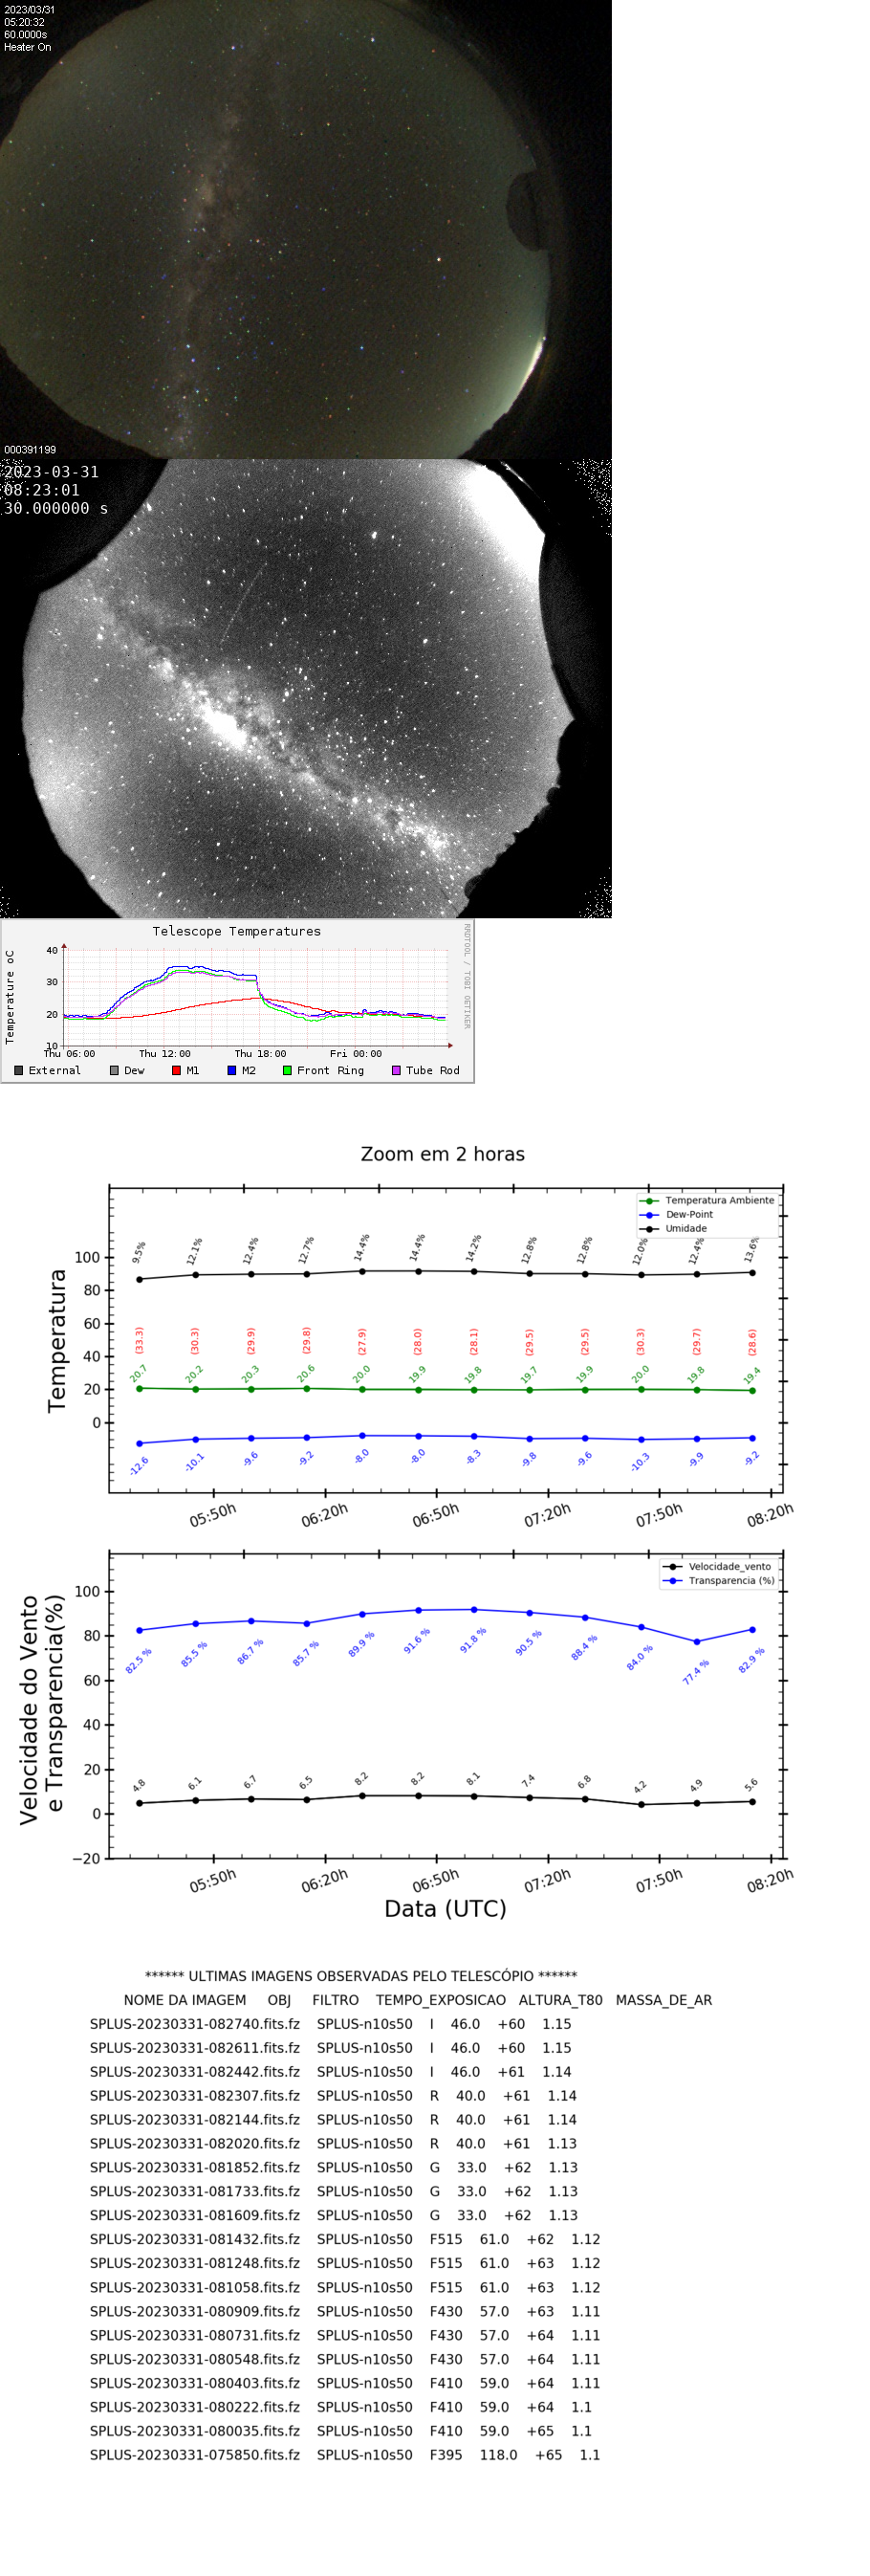 2023/03/31
05:20:32
60.0000s
Heater On
000391199
2023-03-31
08:23:01
30.000000 s
Telescope Temperatures
RRDTOOL / TOBI OETIKER
Temperature oC
40
30
20
10
Thu 06:00 Thu 12:00 Thu 18:00 Fri 00:00
External Dew M1 M2 Front Ring Tube Rod
Zoom em 2 horas
Temperatura Ambiente
Dew-Point
Umidade
Temperatura
100
80
60
40
20
0
9.5% 12.1% 12.4% 12.7% 14.4% 14.4% 14.2% 12.8% 12.8% 12.0% 12.4% 13.6%
(33.3) (30.3) (29.9) (29.8) (27.9) (28.0) (28.1) (29.5) (29.5) (30.3) (29.7) (28.6)
20.7 20.2 20.3 20.6 20.0 19.9 19.8 19.7 19.9 20.0 19.8 19.4
-12.6 -10.1 -9.6 -9.2 -8.0 -8.0 -8.3 -9.8 -9.6 -10.3 -9.9 -9.2
05:50h 06:20h 06:50h 07:20h 07:50h 08:20h
Velocidade_vento
Transparencia (%)
Velocidade do Vento
e Transparencia(%)
100
80
60
40
20
0
−20
82.5 % 85.5 % 86.7 % 85.7 % 89.9 % 91.6 % 91.8 % 90.5 % 88.4 % 84.0 % 77.4 % 82.9 %
4.8 6.1 6.7 6.5 8.2 8.2 8.1 7.4 6.8 4.2 4.9 5.6
05:50h 06:20h 06:50h 07:20h 07:50h 08:20h
Data (UTC)
****** ULTIMAS IMAGENS OBSERVADAS PELO TELESCÓPIO ******
NOME DA IMAGEM OBJ FILTRO TEMPO_EXPOSICAO ALTURA_T80 MASSA_DE_AR
SPLUS-20230331-082740.fits.fz SPLUS-n10s50 I 46.0 +60 1.15
SPLUS-20230331-082611.fits.fz SPLUS-n10s50 I 46.0 +60 1.15
SPLUS-20230331-082442.fits.fz SPLUS-n10s50 I 46.0 +61 1.14
SPLUS-20230331-082307.fits.fz SPLUS-n10s50 R 40.0 +61 1.14
SPLUS-20230331-082144.fits.fz SPLUS-n10s50 R 40.0 +61 1.14
SPLUS-20230331-082020.fits.fz SPLUS-n10s50 R 40.0 +61 1.13
SPLUS-20230331-081852.fits.fz SPLUS-n10s50 G 33.0 +62 1.13
SPLUS-20230331-081733.fits.fz SPLUS-n10s50 G 33.0 +62 1.13
SPLUS-20230331-081609.fits.fz SPLUS-n10s50 G 33.0 +62 1.13
SPLUS-20230331-081432.fits.fz SPLUS-n10s50 F515 61.0 +62 1.12
SPLUS-20230331-081248.fits.fz SPLUS-n10s50 F515 61.0 +63 1.12
SPLUS-20230331-081058.fits.fz SPLUS-n10s50 F515 61.0 +63 1.12
SPLUS-20230331-080909.fits.fz SPLUS-n10s50 F430 57.0 +63 1.11
SPLUS-20230331-080731.fits.fz SPLUS-n10s50 F430 57.0 +64 1.11
SPLUS-20230331-080548.fits.fz SPLUS-n10s50 F430 57.0 +64 1.11
SPLUS-20230331-080403.fits.fz SPLUS-n10s50 F410 59.0 +64 1.11
SPLUS-20230331-080222.fits.fz SPLUS-n10s50 F410 59.0 +64 1.1
SPLUS-20230331-080035.fits.fz SPLUS-n10s50 F410 59.0 +65 1.1
SPLUS-20230331-075850.fits.fz SPLUS-n10s50 F395 118.0 +65 1.1